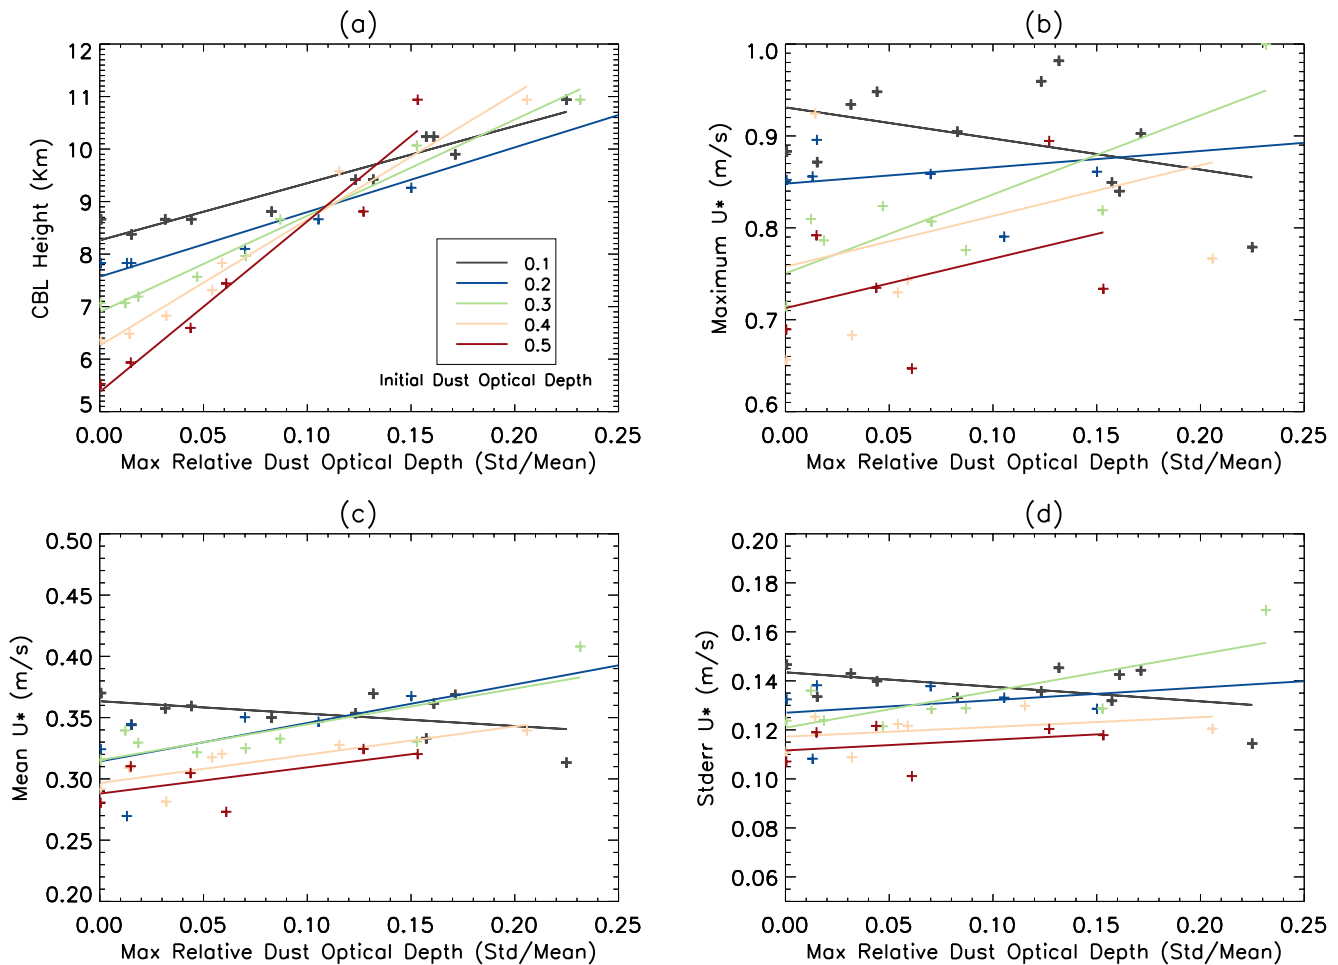 (a)
12
11
10
9
8
7
6
5
CBL Height (Km)
0.1
0.2
0.3
0.4
0.5
Initial Dust Optical Depth
0.00 0.05 0.10 0.15 0.20 0.25
Max Relative Dust Optical Depth (Std/Mean)
(b)
1.0
0.9
0.8
0.7
0.6
Maximum U* (m/s)
0.00 0.05 0.10 0.15 0.20 0.25
Max Relative Dust Optical Depth (Std/Mean)
(c)
0.50
0.45
0.40
0.35
0.30
0.25
0.20
Mean U* (m/s)
0.00 0.05 0.10 0.15 0.20 0.25
Max Relative Dust Optical Depth (Std/Mean)
(d)
0.20
0.16
0.14
0.12
0.10
0.08
0.06
Stderr U* (m/s)
0.00 0.05 0.10 0.15 0.20 0.25
Max Relative Dust Optical Depth (Std/Mean)